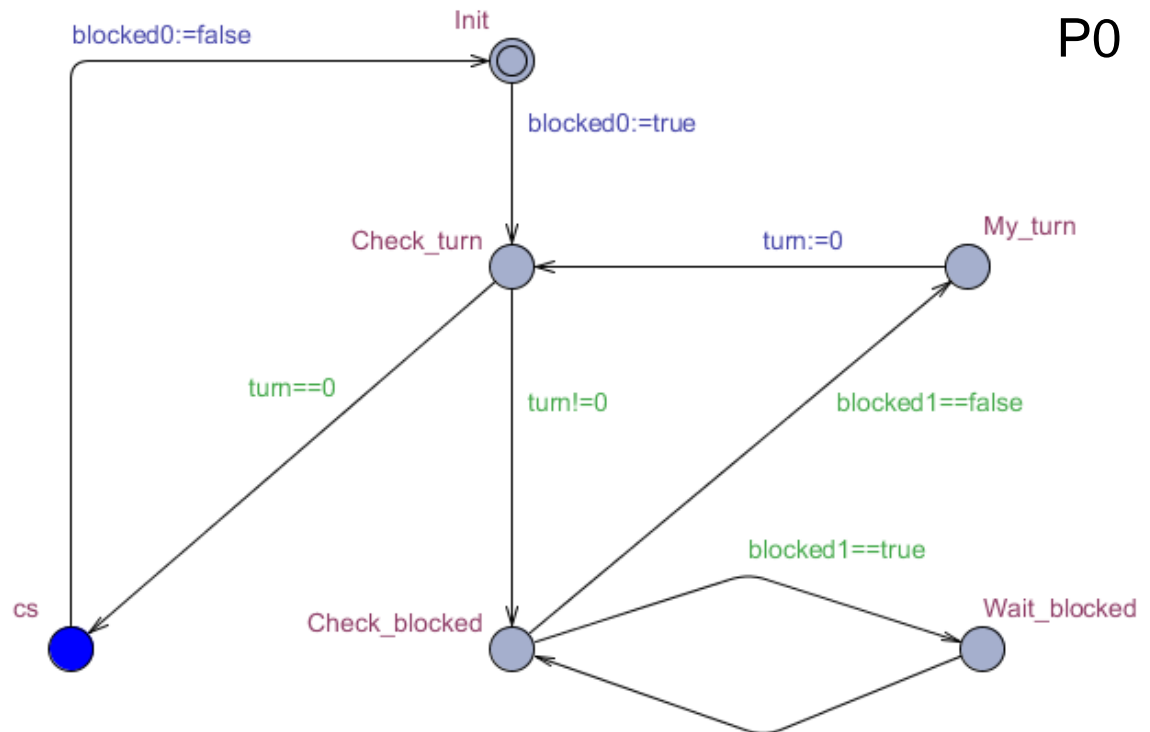 Init
P0
blocked0:=false
blocked0:=true
My_turn
Check_turn
turn:=0
turn==0
turn!=0
blocked1==false
blocked1==true
cs
Check_blocked
Wait_blocked